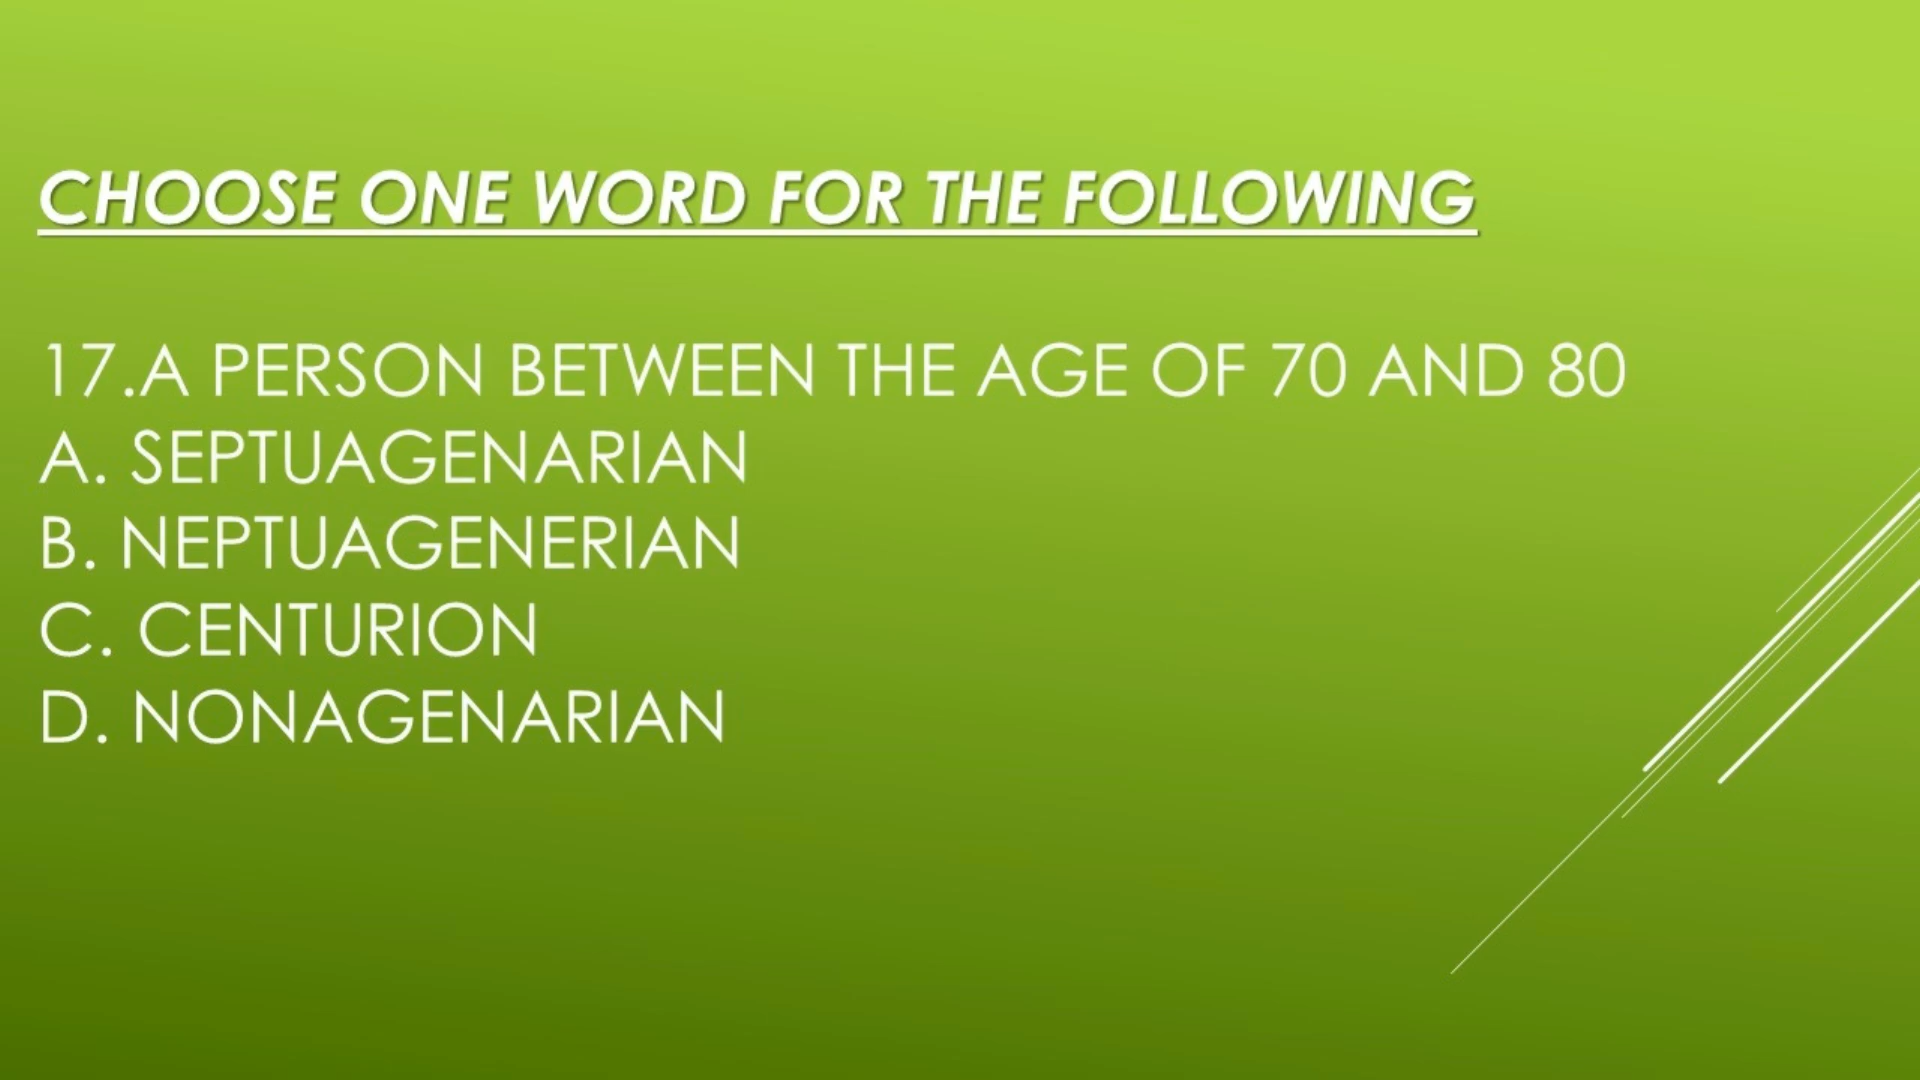 CHOOSE ONE WORD FOR THE FOLLOWING
17.A PERSON BETWEEN THE AGE OF 70 AND 80
A. SEPTUAGENARIAN
B. NEPTUAGENERIAN
C. CENTURION
D. NONAGENARIAN